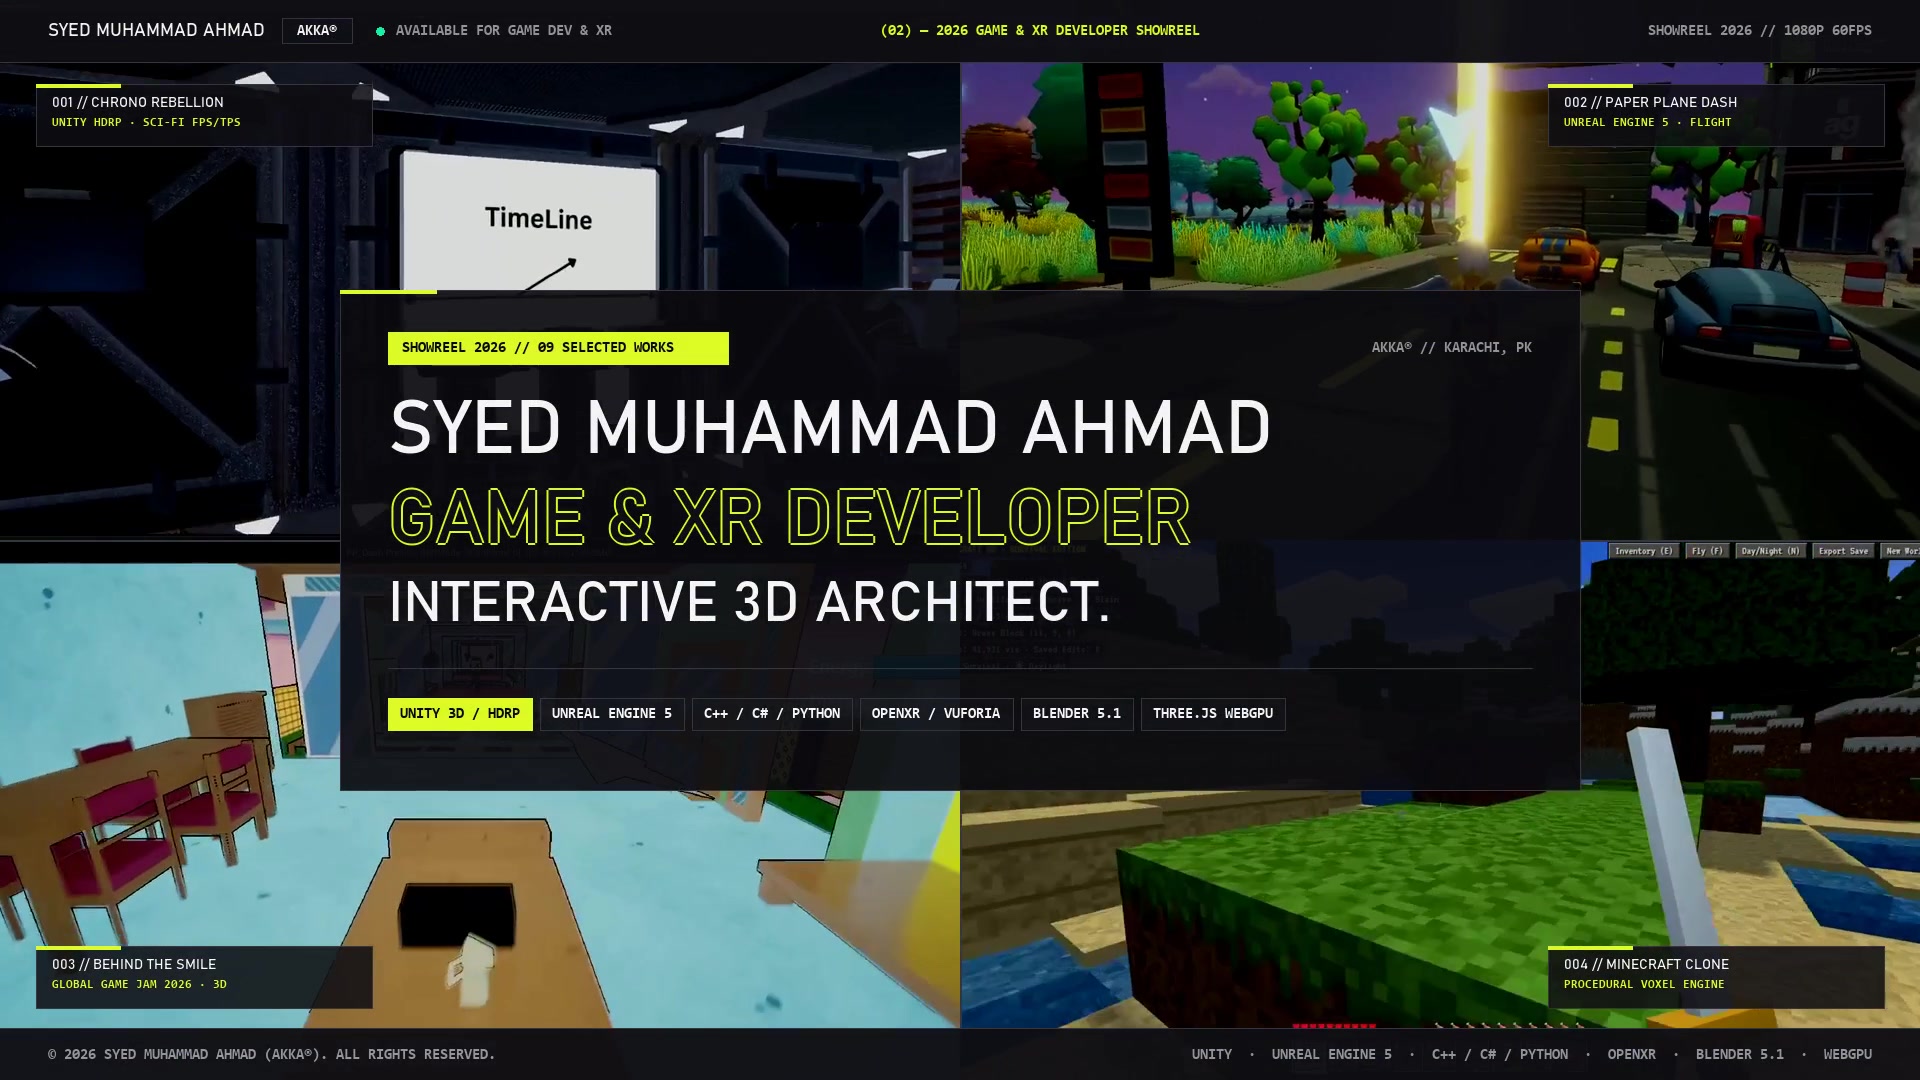 SYED MUHAMMAD AHMAD
AKKA®
AVAILABLE FOR GAME DEV & XR
(02) — 2026 GAME & XR DEVELOPER SHOWREEL
SHOWREEL 2026 // 1080P 60FPS
001 // CHRONO REBELLION
UNITY HDRP · SCI-FI FPS/TPS
002 // PAPER PLANE DASH
UNREAL ENGINE 5 · FLIGHT
TimeLine
SHOWREEL 2026 // 09 SELECTED WORKS
AKKA® // KARACHI, PK
SYED MUHAMMAD AHMAD
GAME & XR DEVELOPER
INTERACTIVE 3D ARCHITECT.
UNITY 3D / HDRP
UNREAL ENGINE 5
C++ / C# / PYTHON
OPENXR / VUFORIA
BLENDER 5.1
THREE.JS WEBGPU
Inventory (E)
Fly (F)
Day/Night (N)
Export Save
003 // BEHIND THE SMILE
GLOBAL GAME JAM 2026 · 3D
004 // MINECRAFT CLONE
PROCEDURAL VOXEL ENGINE
© 2026 SYED MUHAMMAD AHMAD (AKKA®). ALL RIGHTS RESERVED.
UNITY · UNREAL ENGINE 5 · C++ / C# / PYTHON · OPENXR · BLENDER 5.1 · WEBGPU